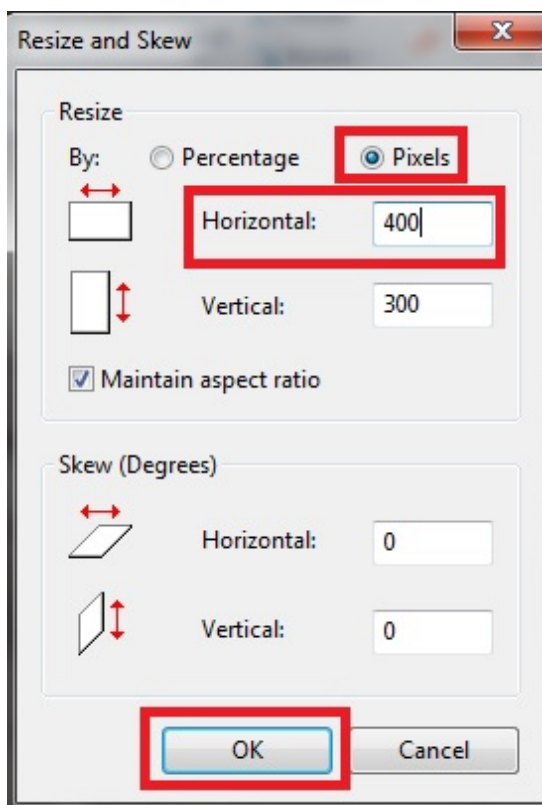 Resize and Skew
Resize
By: Percentage Pixels
Horizontal: 400
Vertical: 300
Maintain aspect ratio
Skew (Degrees)
Horizontal: 0
Vertical: 0
OK Cancel